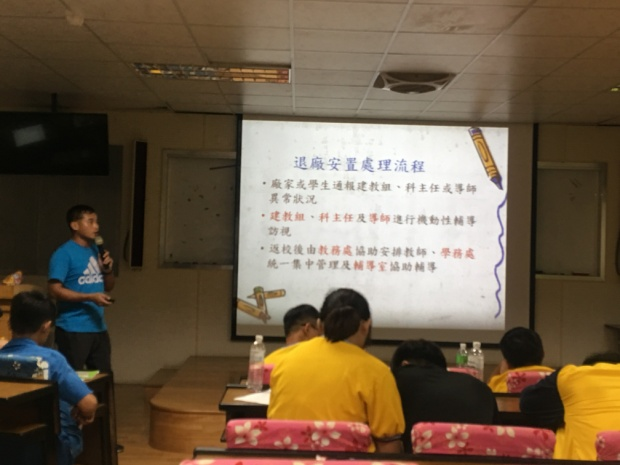 退廠安置處理流程
• 廠家或學生通報建教組、科主任或導師
異常狀況
• 建教組、科主任及導師進行機動性輔導
訪視
• 返校後由教務處協助安排教師、學務處
統一集中管理及輔導室協助輔導
adidas